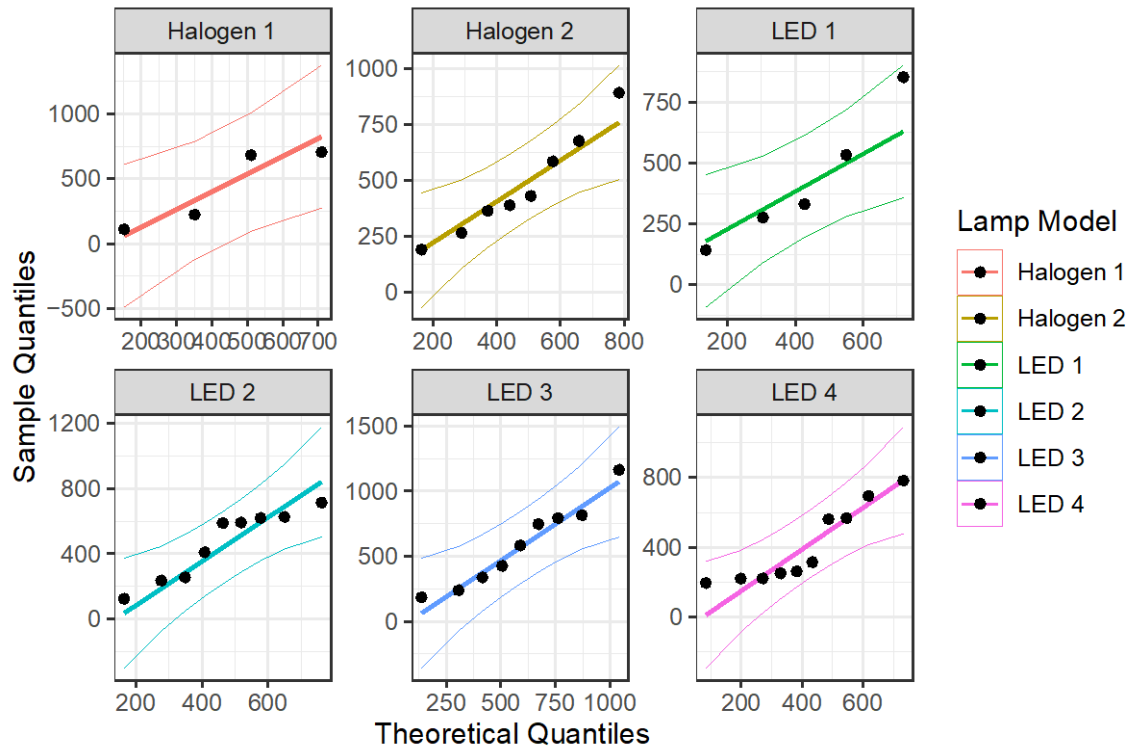 Halogen 1 Halogen 2 LED 1
1000
500
0
−500
200 300 400 500 600 700
1000
750
500
250
0
200 400 600 800
750
500
250
0
200 400 600
LED 2 LED 3 LED 4
1200
800
400
0
200 400 600
1500
1000
500
0
250 500 750 1000
800
400
0
200 400 600
Sample Quantiles
Theoretical Quantiles
Lamp Model
Halogen 1
Halogen 2
LED 1
LED 2
LED 3
LED 4